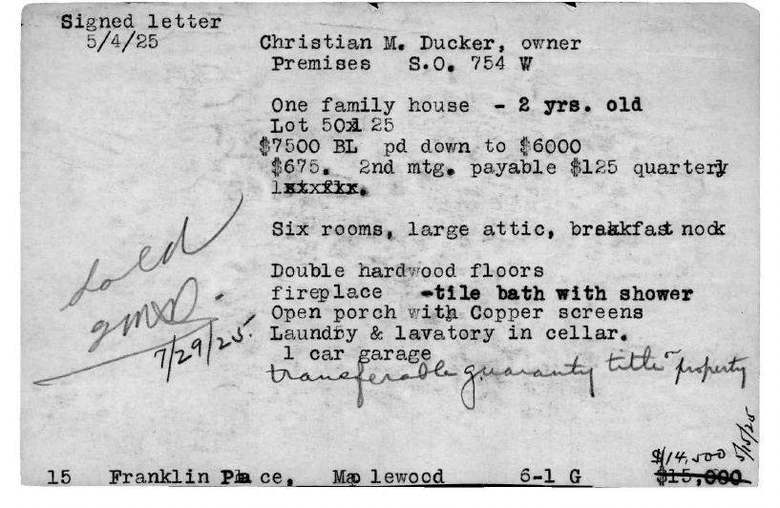 Signed letter
5/4/25
Christian M. Ducker, owner
Premises S.O. 754 W
One family house - 2 yrs. old
Lot 50x125
$7500 BL pd down to $6000
$675. 2nd mtg. payable $125 quarterly
1stxflr.
Six rooms, large attic, breakfast nook
Double hardwood floors
fireplace -tile bath with shower
Open porch with Copper screens
Laundry & lavatory in cellar.
1 car garage
transferable guaranty title property
Sold
7/29/25.
5/15/25
$14,500
15 Franklin Place, Maplewood 6-1 G $15,000